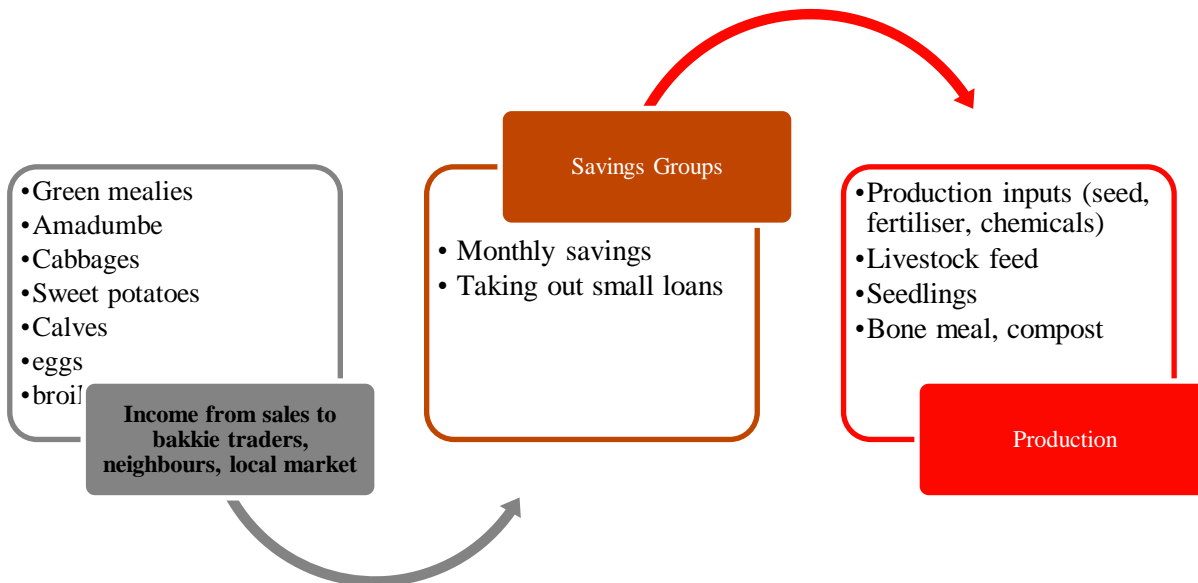 •Green mealies
•Amadumbe
•Cabbages
•Sweet potatoes
•Calves
•eggs
Income from sales to
bakkie traders,
neighbours, local market
Savings Groups
• Monthly savings
• Taking out small loans
•Production inputs (seed,
fertiliser, chemicals)
•Livestock feed
•Seedlings
•Bone meal, compost
Production